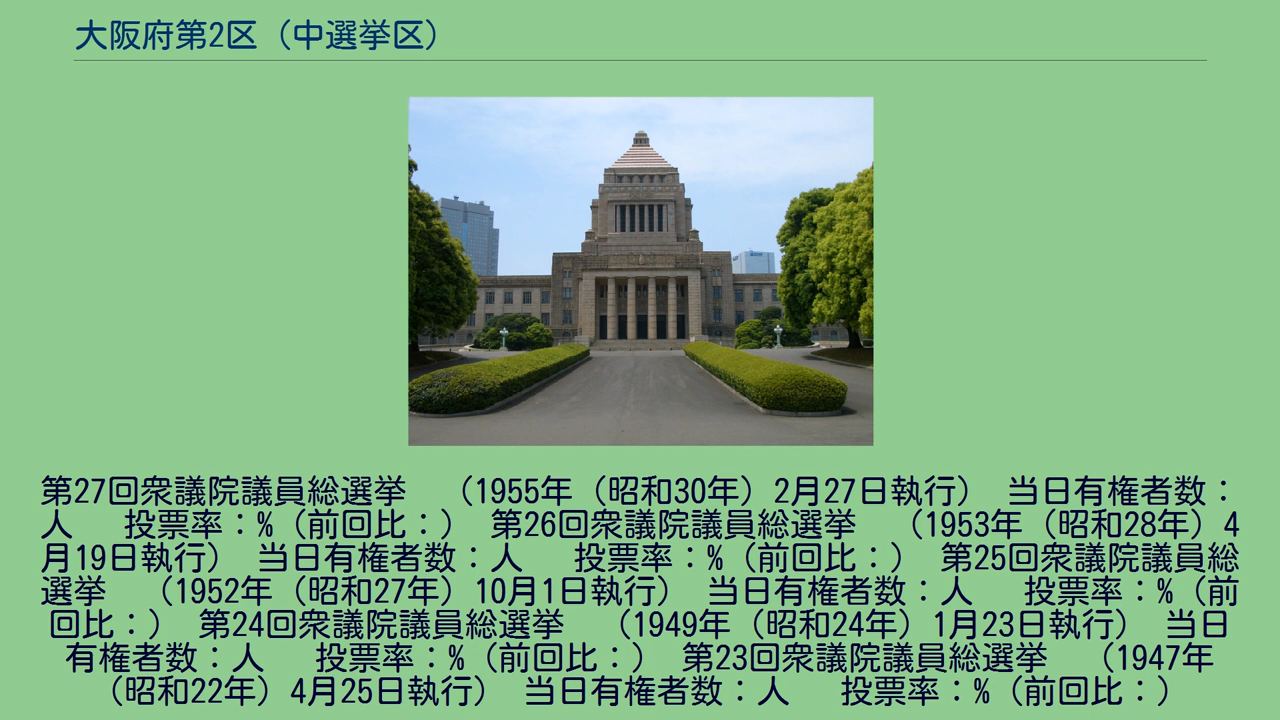 大阪府第2区（中選挙区）
第27回衆議院議員総選挙　（1955年（昭和30年）2月27日執行）　当日有権者数：
人　 投票率：%（前回比：）　第26回衆議院議員総選挙　（1953年（昭和28年）4
月19日執行）　当日有権者数：人　 投票率：%（前回比：）　第25回衆議院議員総
選挙　（1952年（昭和27年）10月1日執行）　当日有権者数：人　 投票率：%（前
回比：）　第24回衆議院議員総選挙　（1949年（昭和24年）1月23日執行）　当日
有権者数：人　 投票率：%（前回比：）　第23回衆議院議員総選挙　（1947年
（昭和22年）4月25日執行）　当日有権者数：人　 投票率：%（前回比：）